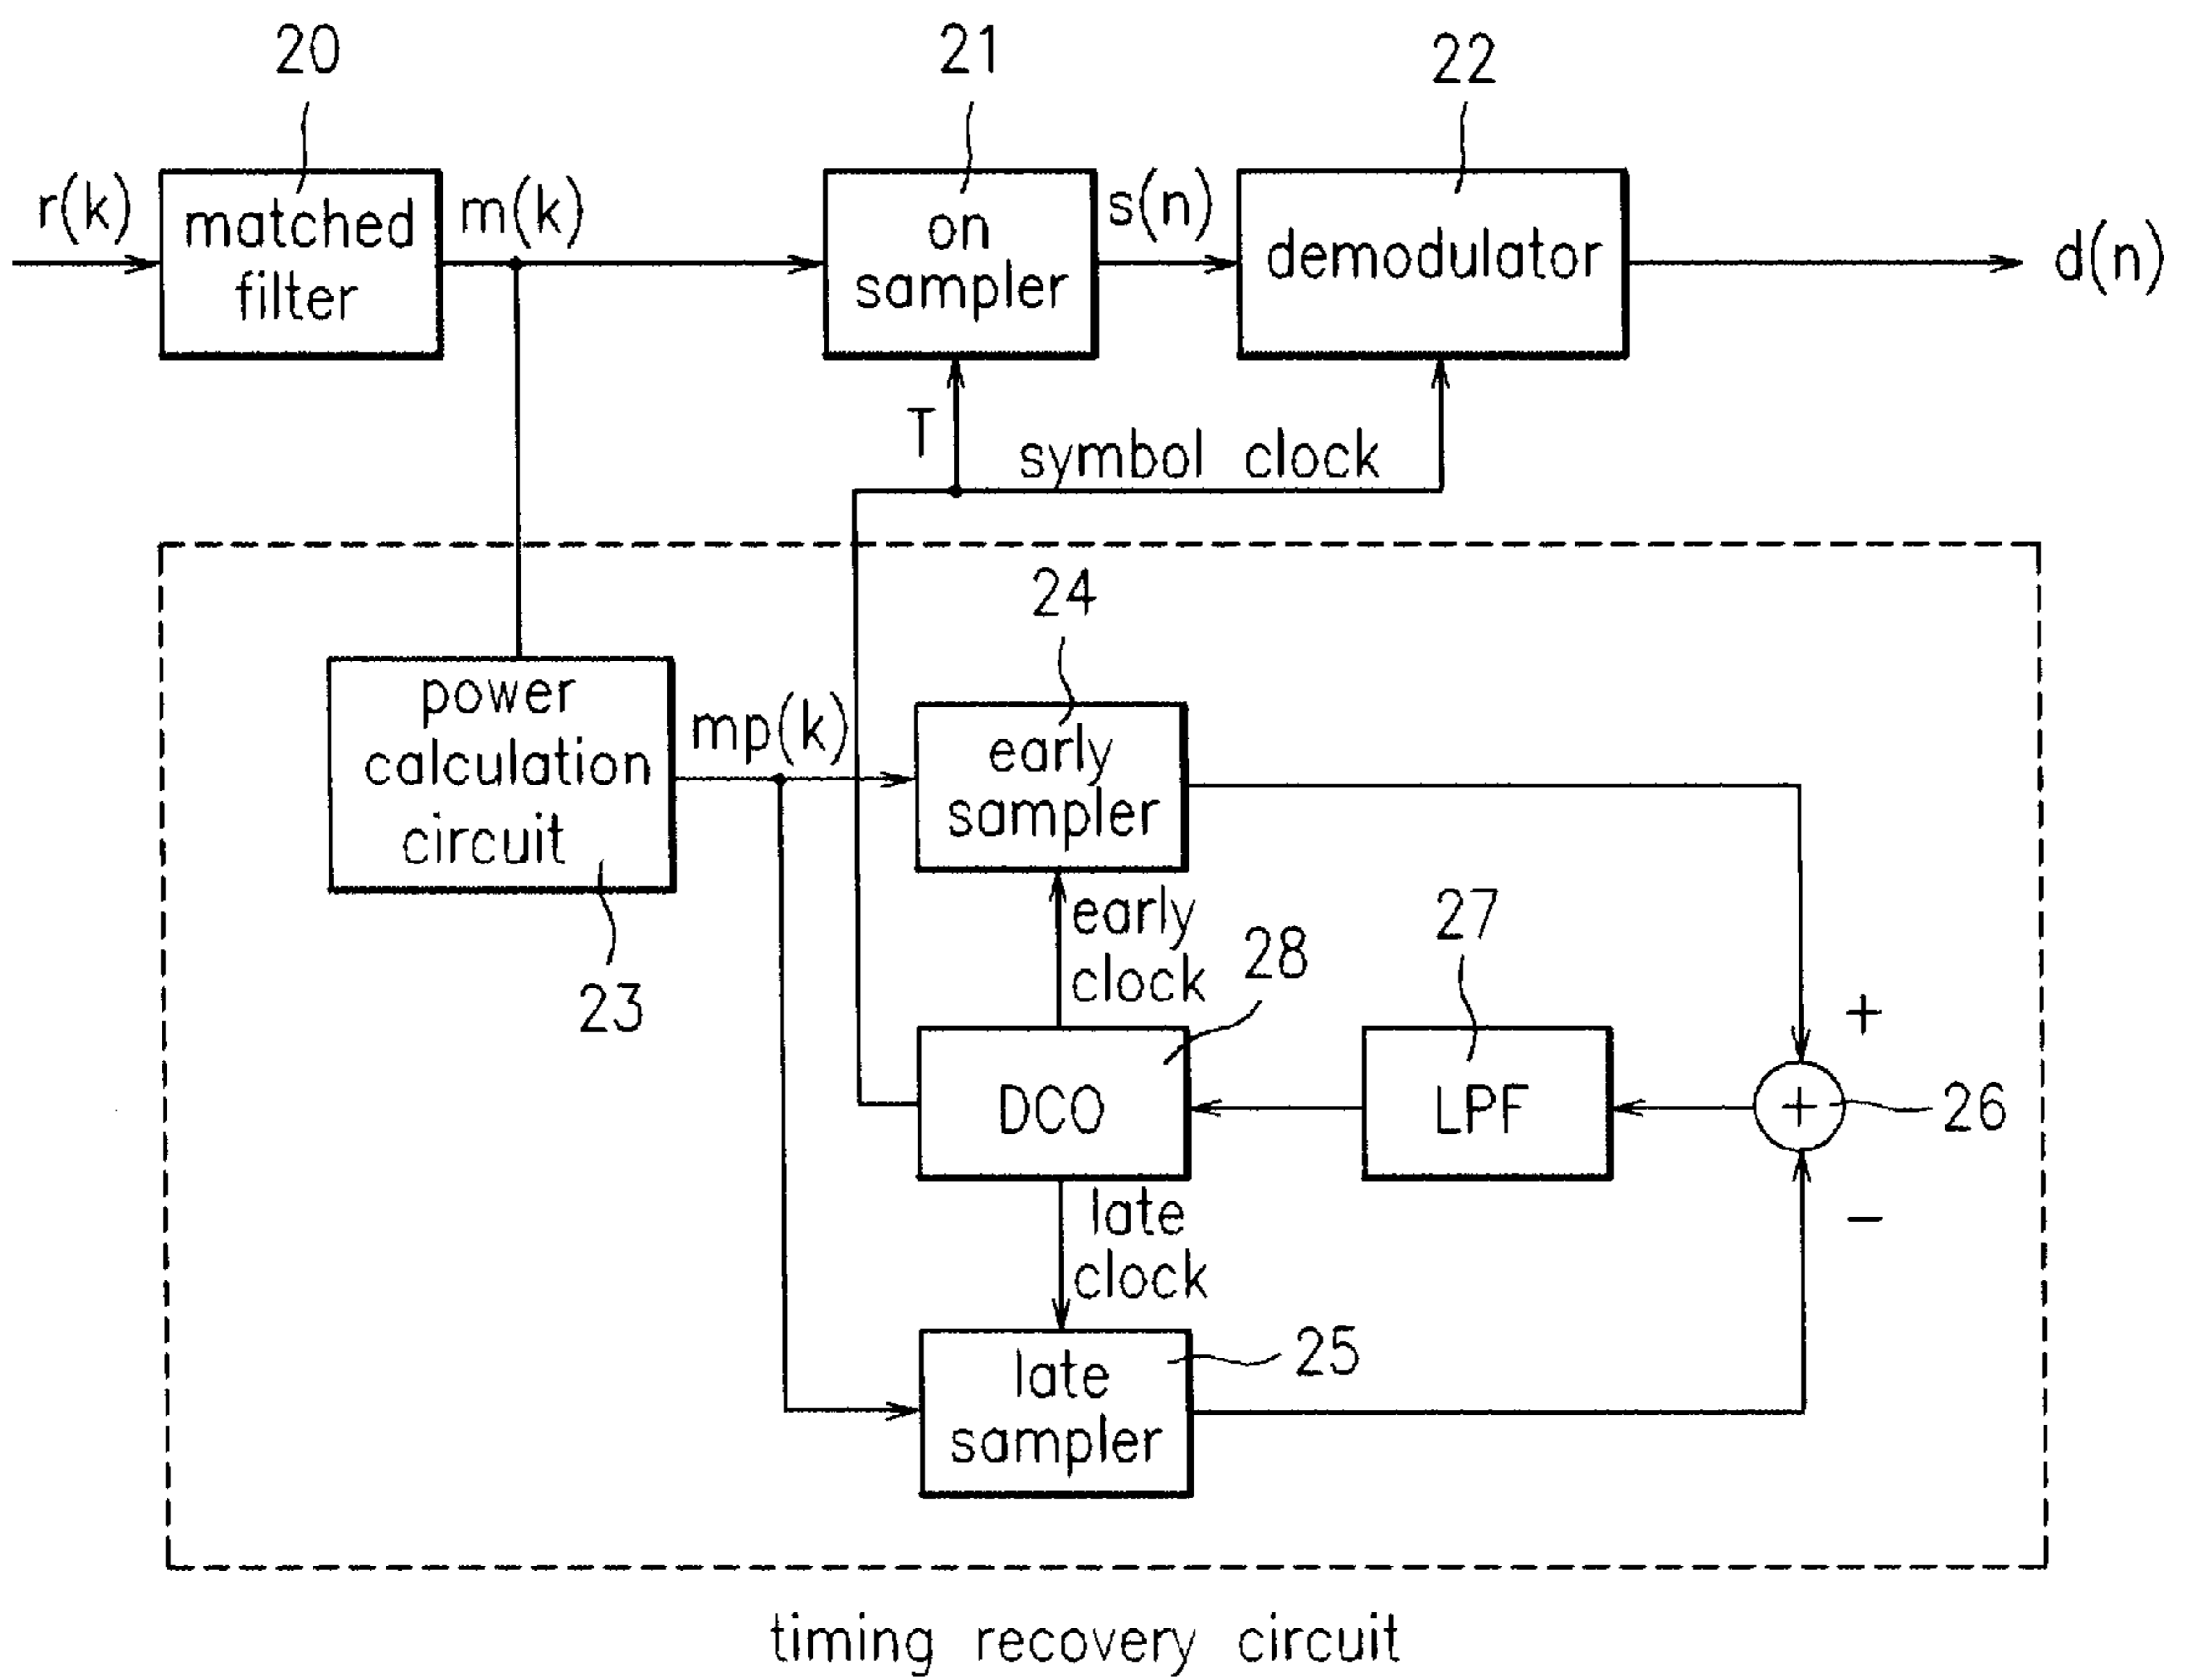 20
21
22
r(k)
matched
filter
m(k)
on
sampler
s(n)
demodulator
d(n)
T
symbol clock
24
power
calculation
circuit
23
mp(k)
early
sampler
early
clock
28
27
DCO
LPF
+
+
26
−
late
clock
late
sampler
25
timing recovery circuit